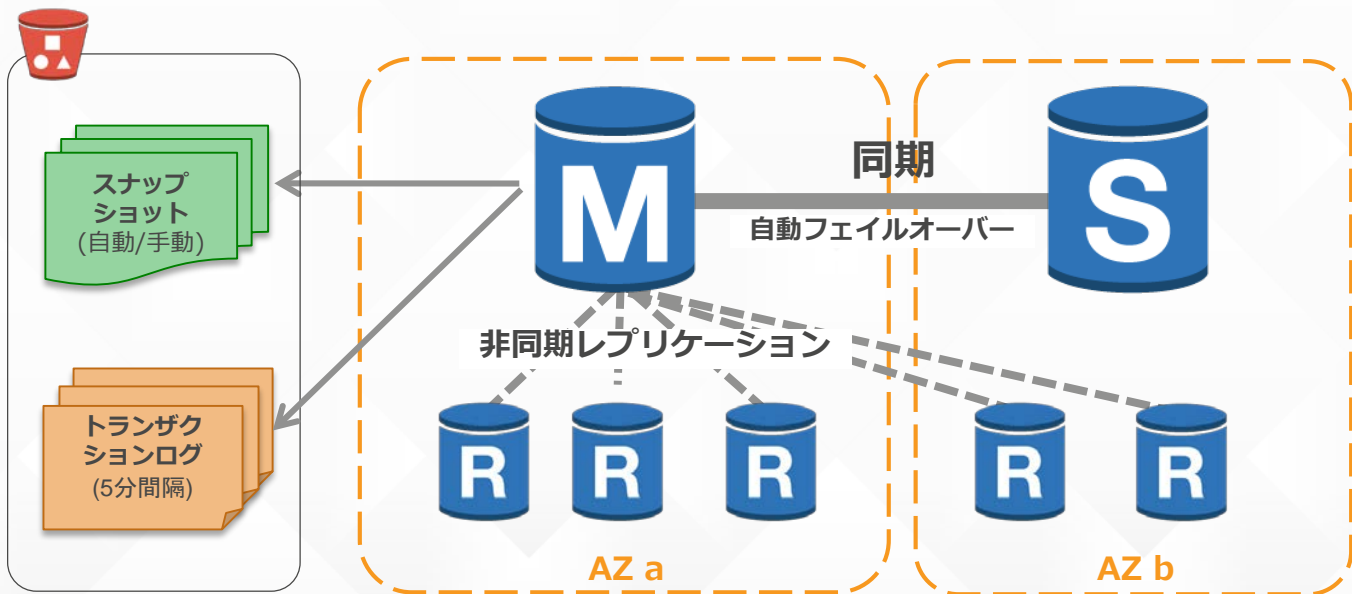 スナップ
ショット
(自動/手動)
トランザク
ションログ
(5分間隔)
M
同期
自動フェイルオーバー
S
非同期レプリケーション
R
R
R
R
R
AZ a
AZ b